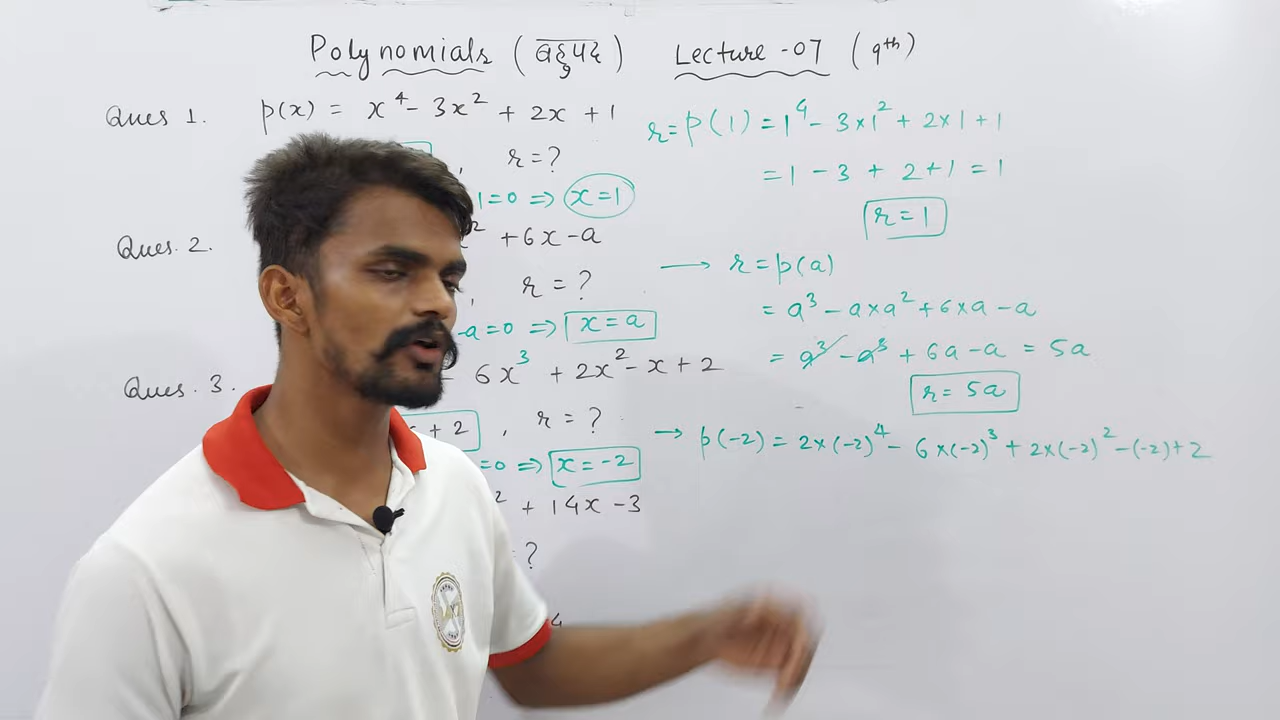 Polynomials (बहुपद) Lecture -07 (9th)
Ques 1. p(x) = x⁴ - 3x² + 2x + 1
, r = ?
1=0 ⇒ x=1
r = p(1) = 1⁴ - 3×1² + 2×1 + 1
= 1 - 3 + 2 + 1 = 1
r = 1
Ques. 2. x² + 6x - a
, r = ?
-a = 0 ⇒ x = a
→ r = p(a)
= a³ - a×a² + 6×a - a
= a³ - a³ + 6a - a = 5a
r = 5a
Ques. 3. - 6x³ + 2x² - x + 2
+ 2 , r = ?
=0 ⇒ x = -2
→ p(-2) = 2×(-2)⁴ - 6×(-2)³ + 2×(-2)² - (-2) + 2
² + 14x - 3
= ?
4